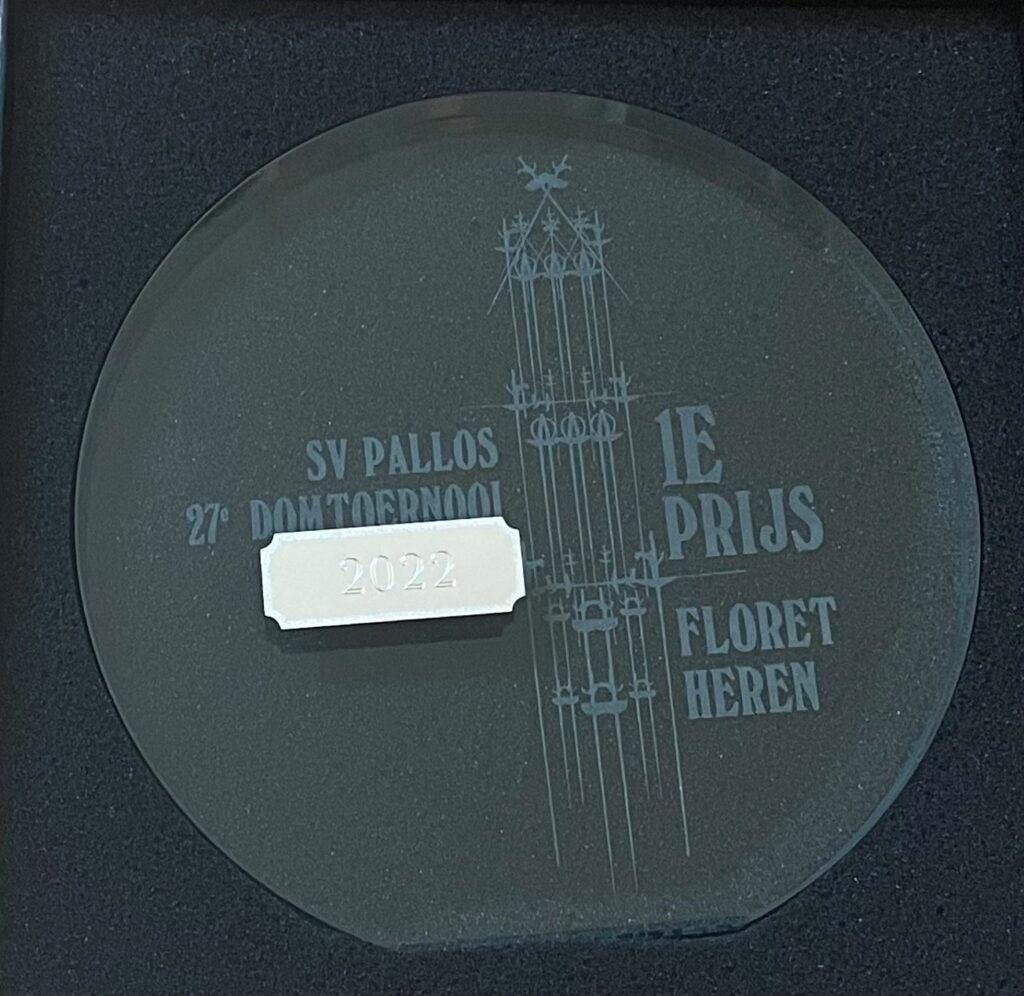 SV PALLOS
27e DOMTOERNOOI
2022
1E
PRIJS
FLORET
HEREN